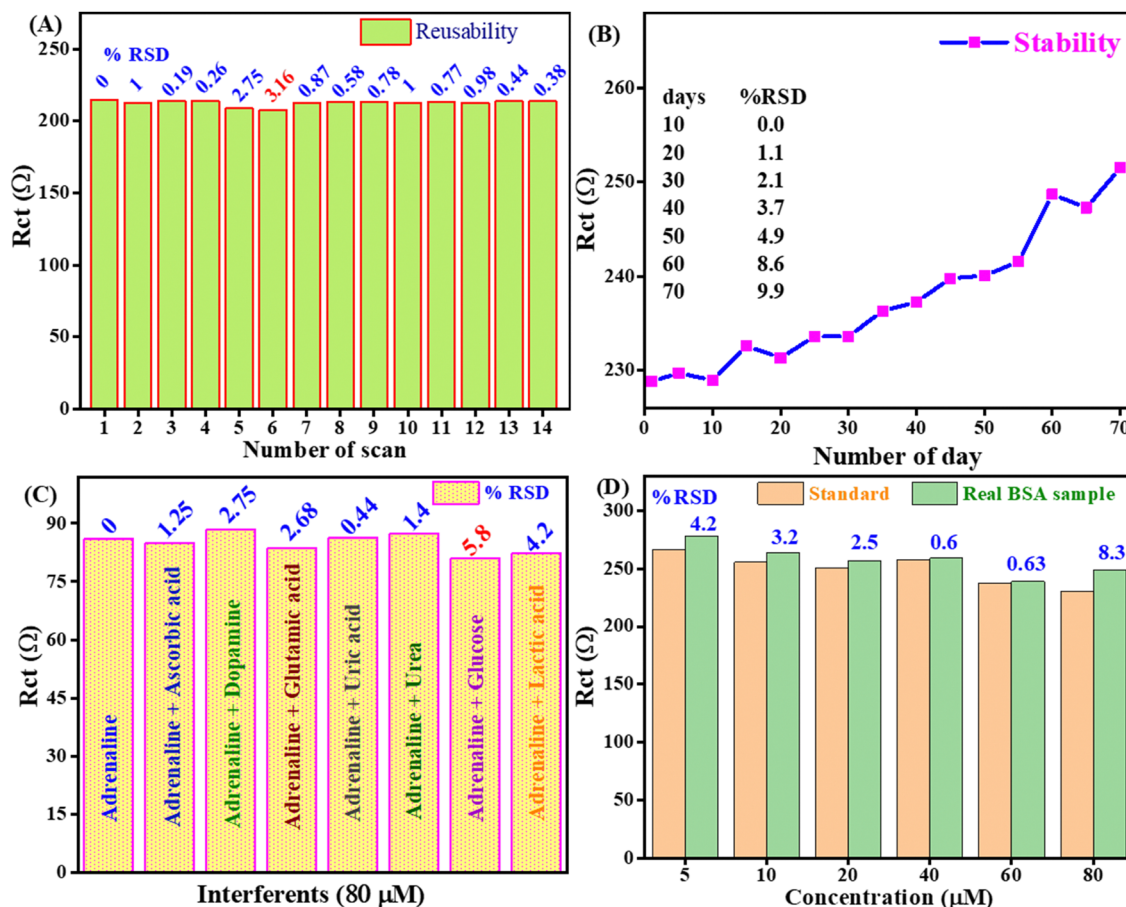 (A)
Reusability
% RSD
0 1 0.19 0.26 2.75 3.16 0.87 0.58 0.78 1 0.77 0.98 0.44 0.38
250
200
150
100
50
0
Rct (Ω)
1 2 3 4 5 6 7 8 9 10 11 12 13 14
Number of scan
(B)
Stability
days %RSD
10 0.0
20 1.1
30 2.1
40 3.7
50 4.9
60 8.6
70 9.9
260
250
240
230
Rct (Ω)
0 10 20 30 40 50 60 70
Number of day
(C)
% RSD
0 1.25 2.75 2.68 0.44 1.4 5.8 4.2
90
75
60
45
30
15
0
Rct (Ω)
Adrenaline
Adrenaline + Ascorbic acid
Adrenaline + Dopamine
Adrenaline + Glutamic acid
Adrenaline + Uric acid
Adrenaline + Urea
Adrenaline + Glucose
Adrenaline + Lactic acid
Interferents (80 μM)
(D)
Standard
Real BSA sample
%RSD
4.2 3.2 2.5 0.6 0.63 8.3
300
250
200
150
100
50
0
Rct (Ω)
5 10 20 40 60 80
Concentration (μM)